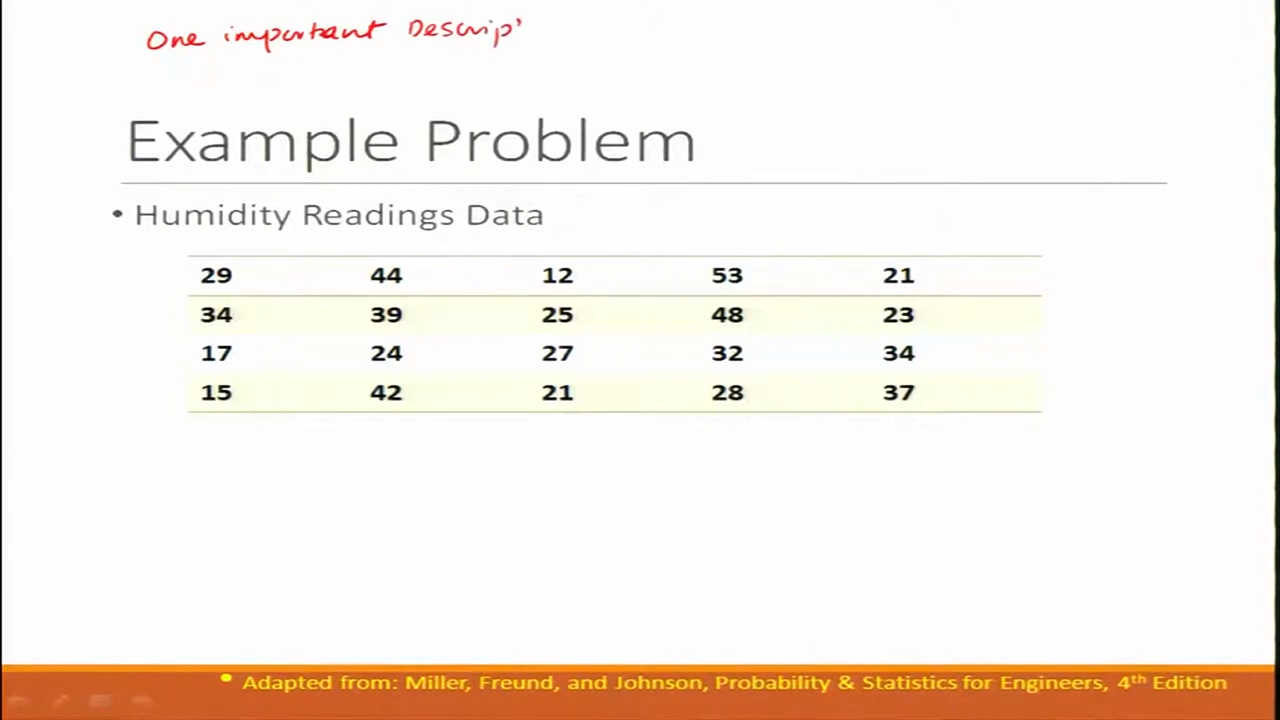 One important Descrip
Example Problem
• Humidity Readings Data
29 44 12 53 21
34 39 25 48 23
17 24 27 32 34
15 42 21 28 37
• Adapted from: Miller, Freund, and Johnson, Probability & Statistics for Engineers, 4th Edition